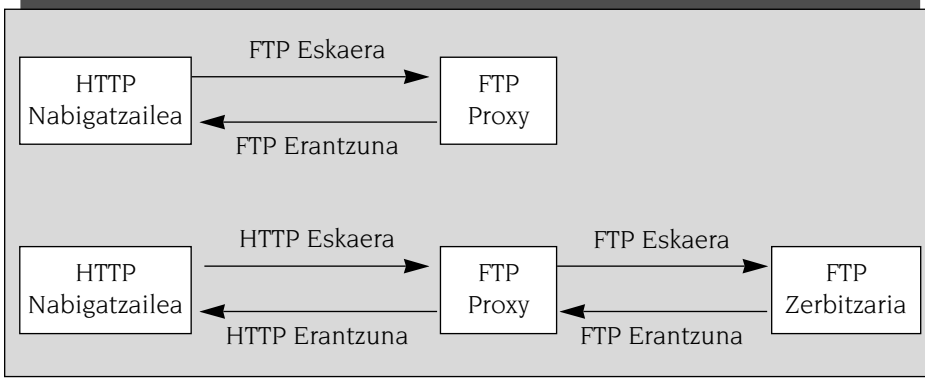 FTP Eskaera
HTTP
Nabigatzailea
FTP
Proxy
FTP Erantzuna
HTTP Eskaera
FTP Eskaera
HTTP
Nabigatzailea
FTP
Proxy
FTP
Zerbitzaria
HTTP Erantzuna
FTP Erantzuna